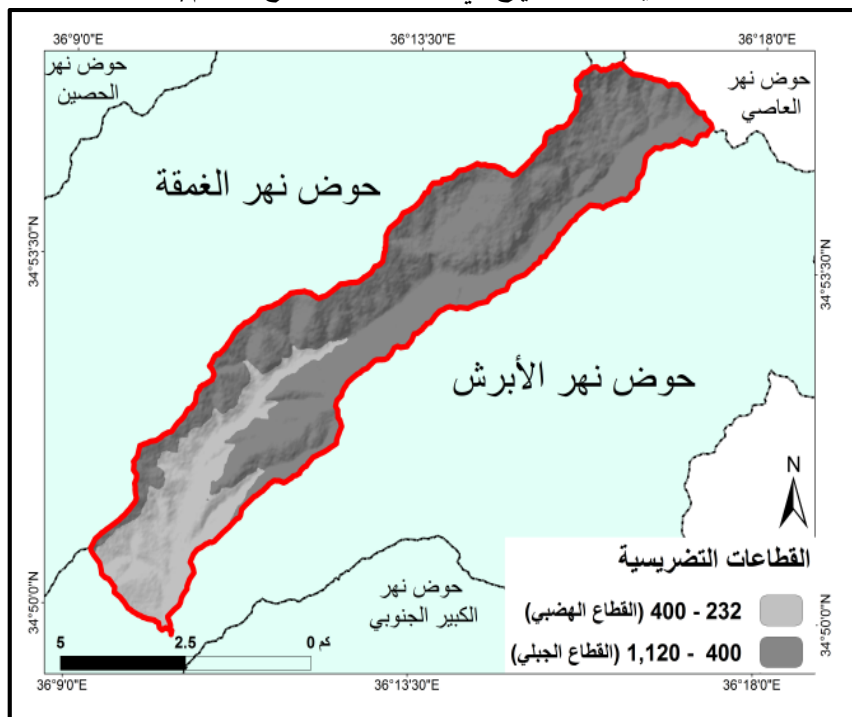 36°9'0"E 36°13'30"E 36°18'0"E
حوض نهر
الحصين
حوض نهر
العاصي
حوض نهر الغمقة
34°53'30"N
34°53'30"N
حوض نهر الأبرش
N
حوض نهر
الكبير الجنوبي
القطاعات التضريسية
232 - 400 (القطاع الهضبي)
400 - 1,120 (القطاع الجبلي)
34°50'0"N
34°50'0"N
5 2.5 0 كم
36°9'0"E 36°13'30"E 36°18'0"E